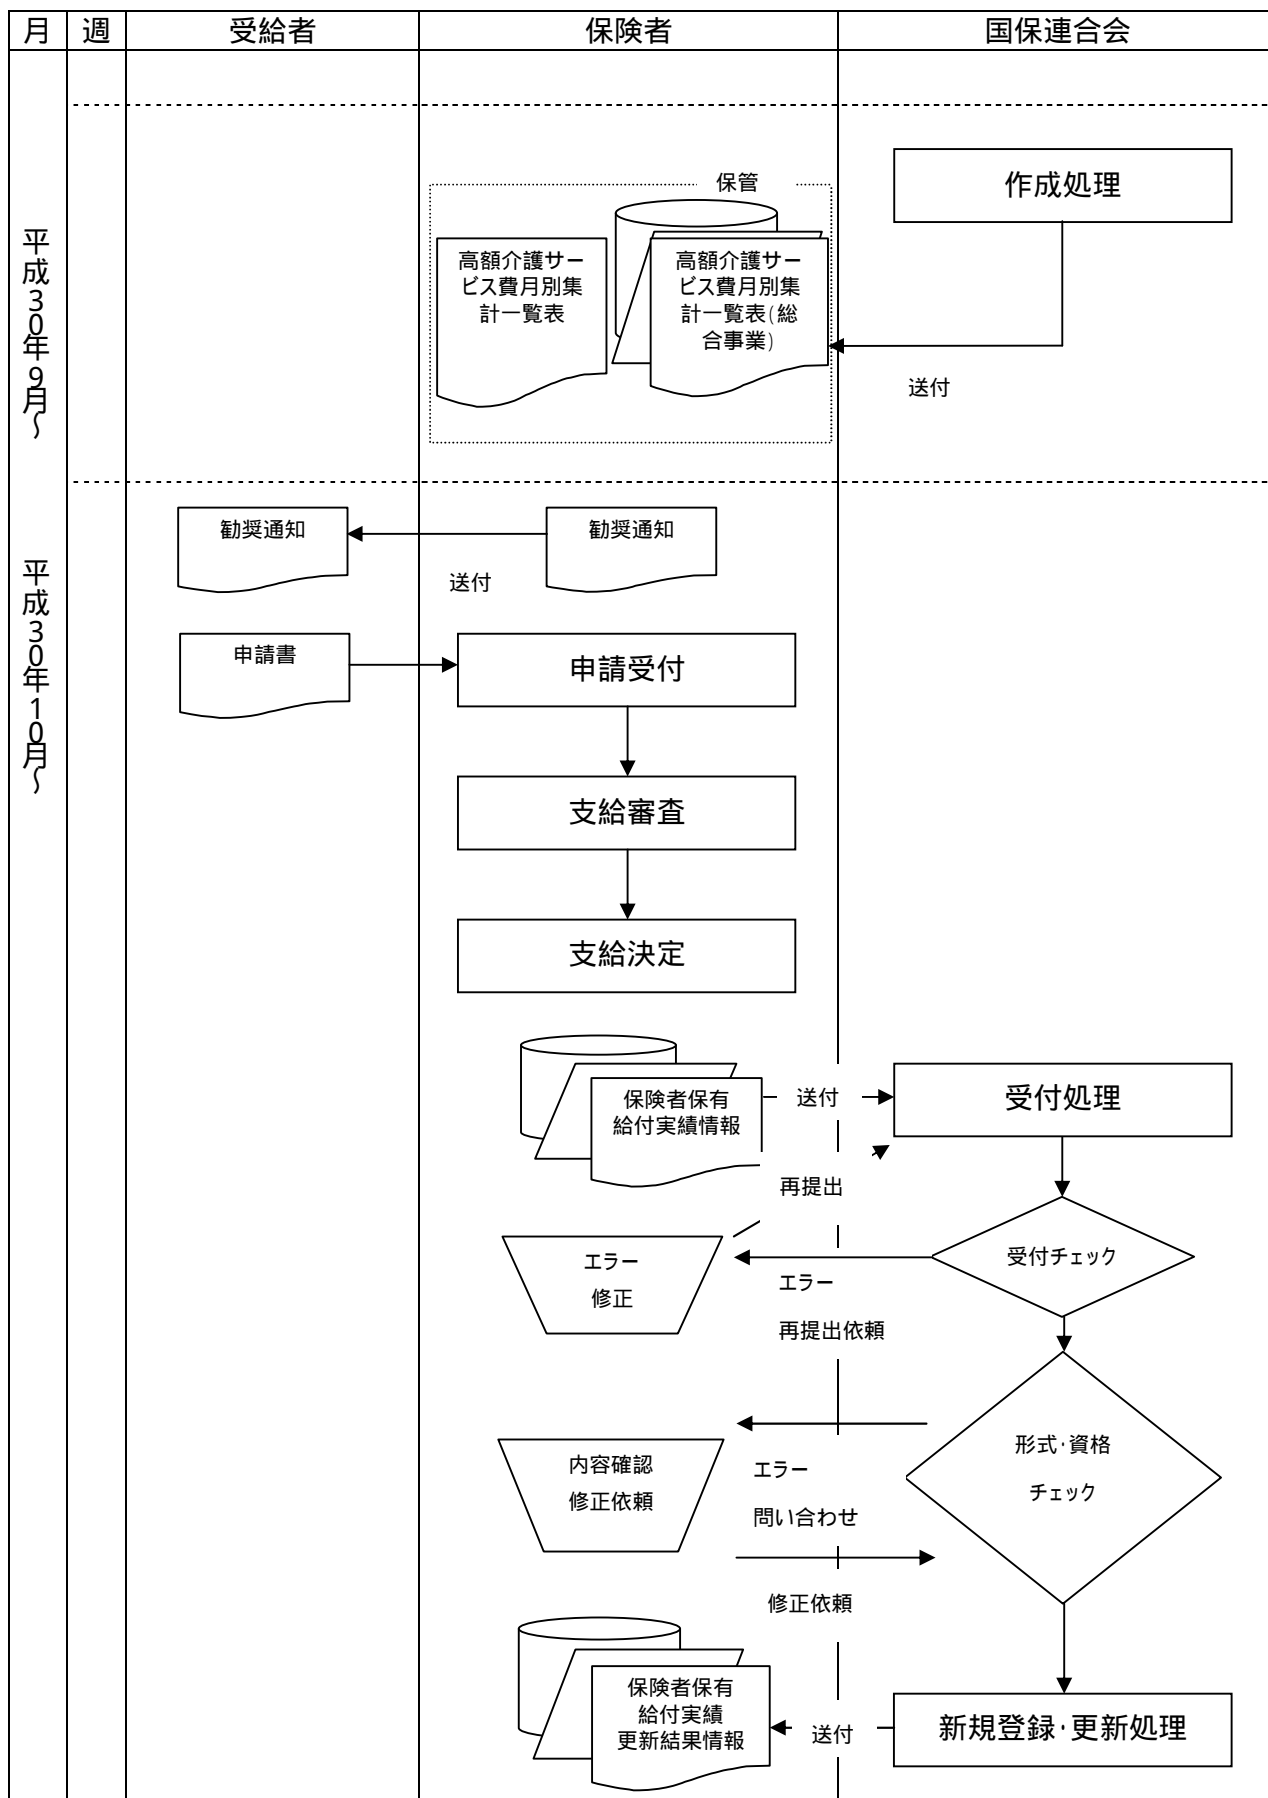 月 週 受給者 保険者 国保連合会
平成30年9月~
作成処理
保管
高額介護サー
ビス費月別集
計一覧表
高額介護サー
ビス費月別集
計一覧表(総
合事業)
送付
平成30年10月~
勧奨通知
勧奨通知
送付
申請書
申請受付
支給審査
支給決定
保険者保有
給付実績情報
送付
受付処理
再提出
エラー
修正
受付チェック
エラー
再提出依頼
形式・資格
チェック
内容確認
修正依頼
エラー
問い合わせ
修正依頼
保険者保有
給付実績
更新結果情報
送付
新規登録・更新処理